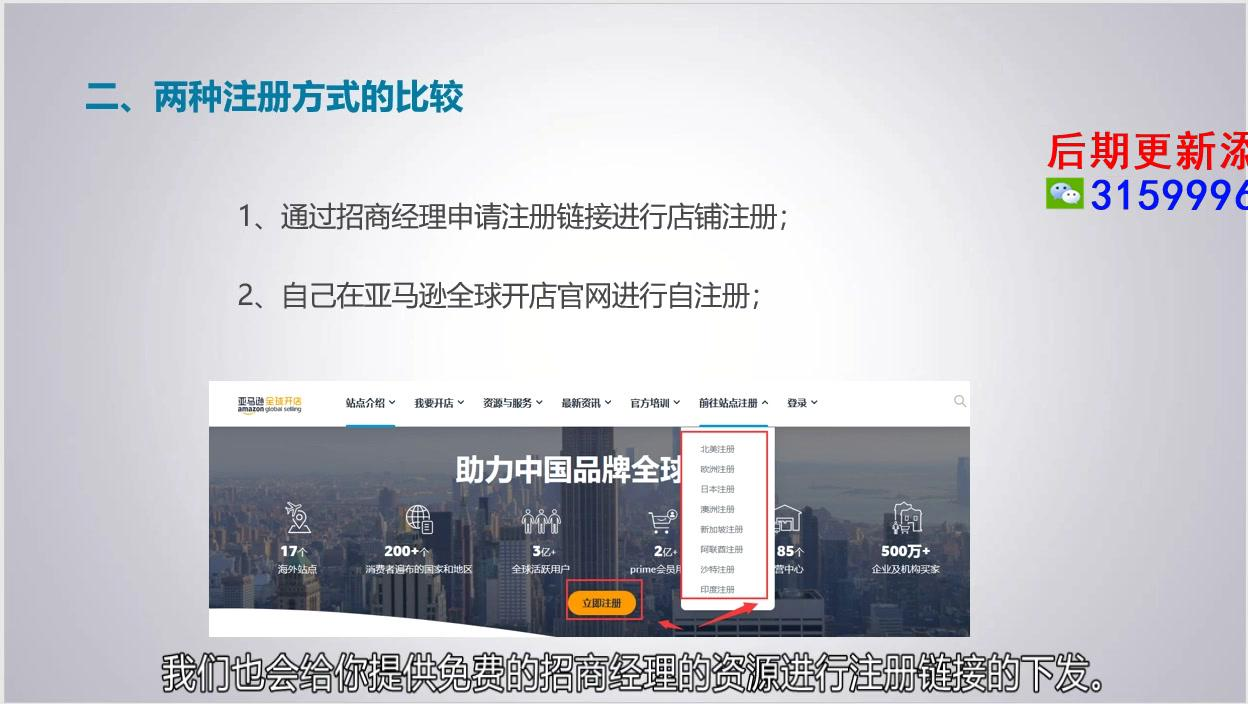 二、两种注册方式的比较
后期更新添
3159996
1、通过招商经理申请注册链接进行店铺注册；
2、自己在亚马逊全球开店官网进行自注册；
亚马逊全球开店
amazon global selling
站点介绍 我要开店 资源与服务 最新资讯 官方培训 前往站点注册 登录
助力中国品牌全球
北美注册
欧洲注册
日本注册
澳洲注册
新加坡注册
阿联酋注册
沙特注册
印度注册
17个 200+个 3亿+ 2亿+ 85个 500万+
海外站点 消费者遍布的国家和地区 全球活跃用户 prime会员用 营中心 企业及机构买家
立即注册
我们也会给你提供免费的招商经理的资源进行注册链接的下发。